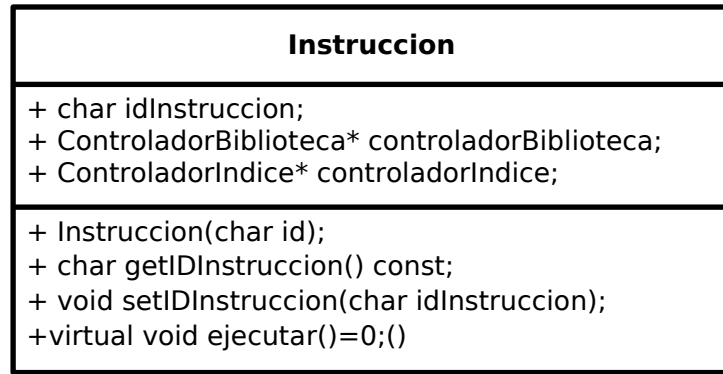 Instruccion
+ char idInstruccion;
+ ControladorBiblioteca* controladorBiblioteca;
+ ControladorIndice* controladorIndice;
+ Instruccion(char id);
+ char getIDInstruccion() const;
+ void setIDInstruccion(char idInstruccion);
+virtual void ejecutar()=0;()